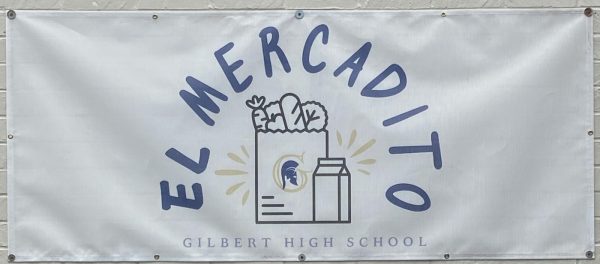 EL MERCADITO
G
GILBERT HIGH SCHOOL